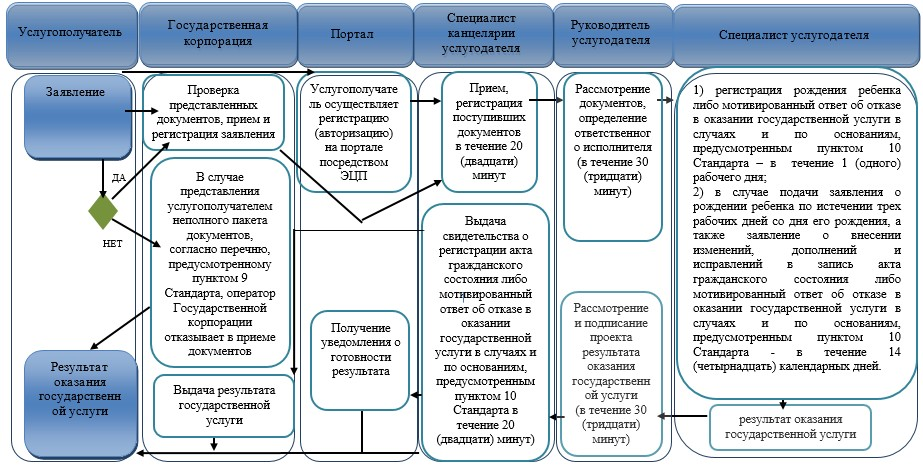 Услугополучатель
Государственная
корпорация
Портал
Специалист
канцелярии
услугодателя
Руководитель
услугодателя
Специалист услугодателя
Заявление
ДА
НЕТ
Результат
оказания
государственн
ой услуги
Проверка
представленных
документов, прием и
регистрация заявления
В случае
представления
услугополучателем
неполного пакета
документов,
согласно перечню,
предусмотренному
пунктом 9
Стандарта, оператор
Государственной
корпорации
отказывает в приеме
документов
Выдача результата
государственной
услуги
Услугополучате
ль осуществляет
регистрацию
(авторизацию)
на портале
посредством
ЭЦП
Получение
уведомления о
готовности
результата
Прием,
регистрация
поступивших
документов
в течение 20
(двадцати)
минут
Выдача
свидетельства о
регистрации акта
гражданского
состояния либо
мотивированный
ответ об отказе в
оказании
государственной
услуги в случаях и
по основаниям,
предусмотренным
пунктом 10
Стандарта в
течение 20
(двадцати) минут)
Рассмотрение
документов,
определение
ответственног
о исполнителя
(в течение 30
(тридцати)
минут)
Рассмотрение
и подписание
проекта
результата
оказания
государственн
ой услуги
(в течение 30
(тридцати)
минут)
1) регистрация рождения ребенка
либо мотивированный ответ об отказе
в оказании государственной услуги в
случаях и по основаниям,
предусмотренным пунктом 10
Стандарта – в течение 1 (одного)
рабочего дня;
2) в случае подачи заявления о
рождении ребенка по истечении трех
рабочих дней со дня его рождения, а
также заявление о внесении
изменений, дополнений и
исправлений в запись акта
гражданского состояния либо
мотивированный ответ об отказе в
оказании государственной услуги в
случаях и по основаниям,
предусмотренным пунктом 10
Стандарта - в течение 14
(четырнадцать) календарных дней.
результат оказания
государственной услуги